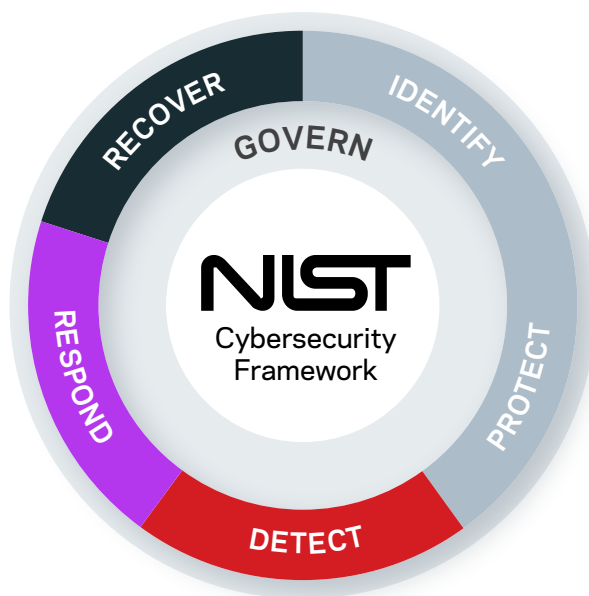 RECOVER
IDENTIFY
GOVERN
NIST
Cybersecurity
Framework
RESPOND
PROTECT
DETECT